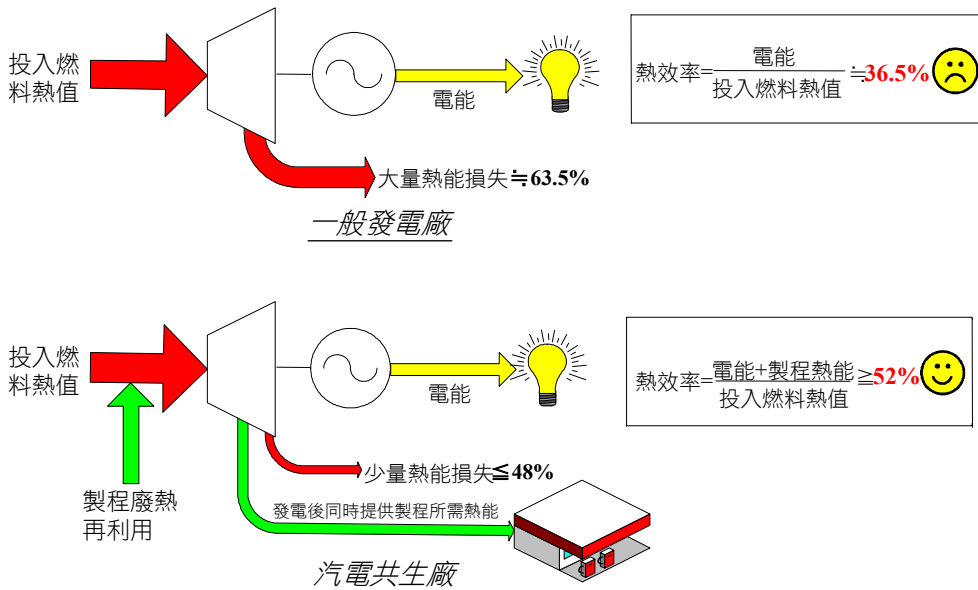 投入燃
料熱值
電能
熱效率=電能/投入燃料熱值≒36.5%
大量熱能損失≒63.5%
一般發電廠
投入燃
料熱值
電能
熱效率=電能+製程熱能/投入燃料熱值≧52%
少量熱能損失≦48%
製程廢熱
再利用
發電後同時提供製程所需熱能
汽電共生廠